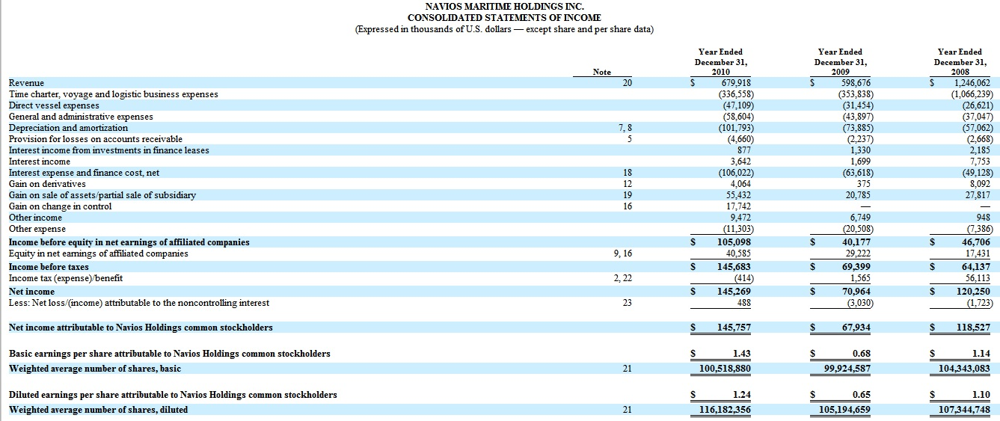 NAVIOS MARITIME HOLDINGS INC.
CONSOLIDATED STATEMENTS OF INCOME
(Expressed in thousands of U.S. dollars — except share and per share data)
Year Ended Year Ended Year Ended
December 31, December 31, December 31,
Note 2010 2009 2008
Revenue 20 $ 679,918 $ 598,676 $ 1,246,062
Time charter, voyage and logistic business expenses (336,558) (353,838) (1,066,239)
Direct vessel expenses (47,109) (31,454) (26,621)
General and administrative expenses (58,604) (43,897) (37,047)
Depreciation and amortization 7, 8 (101,793) (73,885) (57,062)
Provision for losses on accounts receivable 5 (4,660) (2,237) (2,668)
Interest income from investments in finance leases 877 1,330 2,185
Interest income 3,642 1,699 7,753
Interest expense and finance cost, net 18 (106,022) (63,618) (49,128)
Gain on derivatives 12 4,064 375 8,092
Gain on sale of assets/partial sale of subsidiary 19 55,432 20,785 27,817
Gain on change in control 16 17,742 — —
Other income 9,472 6,749 948
Other expense (11,303) (20,508) (7,386)
Income before equity in net earnings of affiliated companies $ 105,098 $ 40,177 $ 46,706
Equity in net earnings of affiliated companies 9, 16 40,585 29,222 17,431
Income before taxes $ 145,683 $ 69,399 $ 64,137
Income tax (expense)/benefit 2, 22 (414) 1,565 56,113
Net income $ 145,269 $ 70,964 $ 120,250
Less: Net loss/(income) attributable to the noncontrolling interest 23 488 (3,030) (1,723)
Net income attributable to Navios Holdings common stockholders $ 145,757 $ 67,934 $ 118,527
Basic earnings per share attributable to Navios Holdings common stockholders $ 1.43 $ 0.68 $ 1.14
Weighted average number of shares, basic 21 100,518,880 99,924,587 104,343,083
Diluted earnings per share attributable to Navios Holdings common stockholders $ 1.24 $ 0.65 $ 1.10
Weighted average number of shares, diluted 21 116,182,356 105,194,659 107,344,748